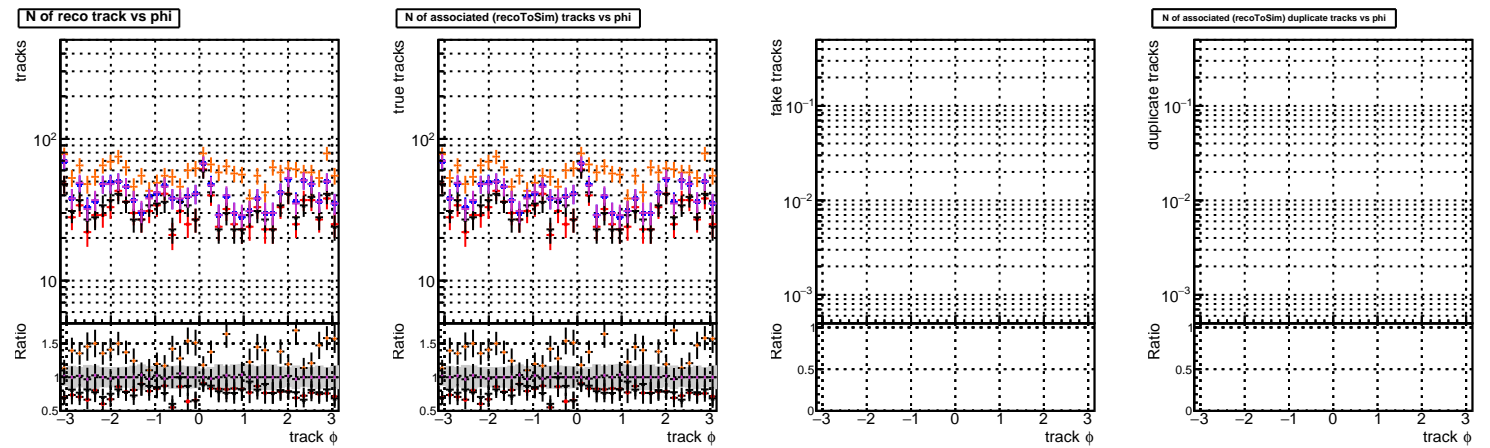 N of reco track vs phi
tracks
10²
10
Ratio
1.5
1
0.5
−3 −2 −1 0 1 2 3
track ϕ
N of associated (recoToSim) tracks vs phi
true tracks
10²
10
Ratio
1.5
1
0.5
−3 −2 −1 0 1 2 3
track ϕ
fake tracks
10⁻¹
10⁻²
10⁻³
Ratio
1
0.5
0
−3 −2 −1 0 1 2 3
track ϕ
N of associated (recoToSim) duplicate tracks vs phi
duplicate tracks
10⁻¹
10⁻²
10⁻³
Ratio
1
0.5
0
−3 −2 −1 0 1 2 3
track ϕ